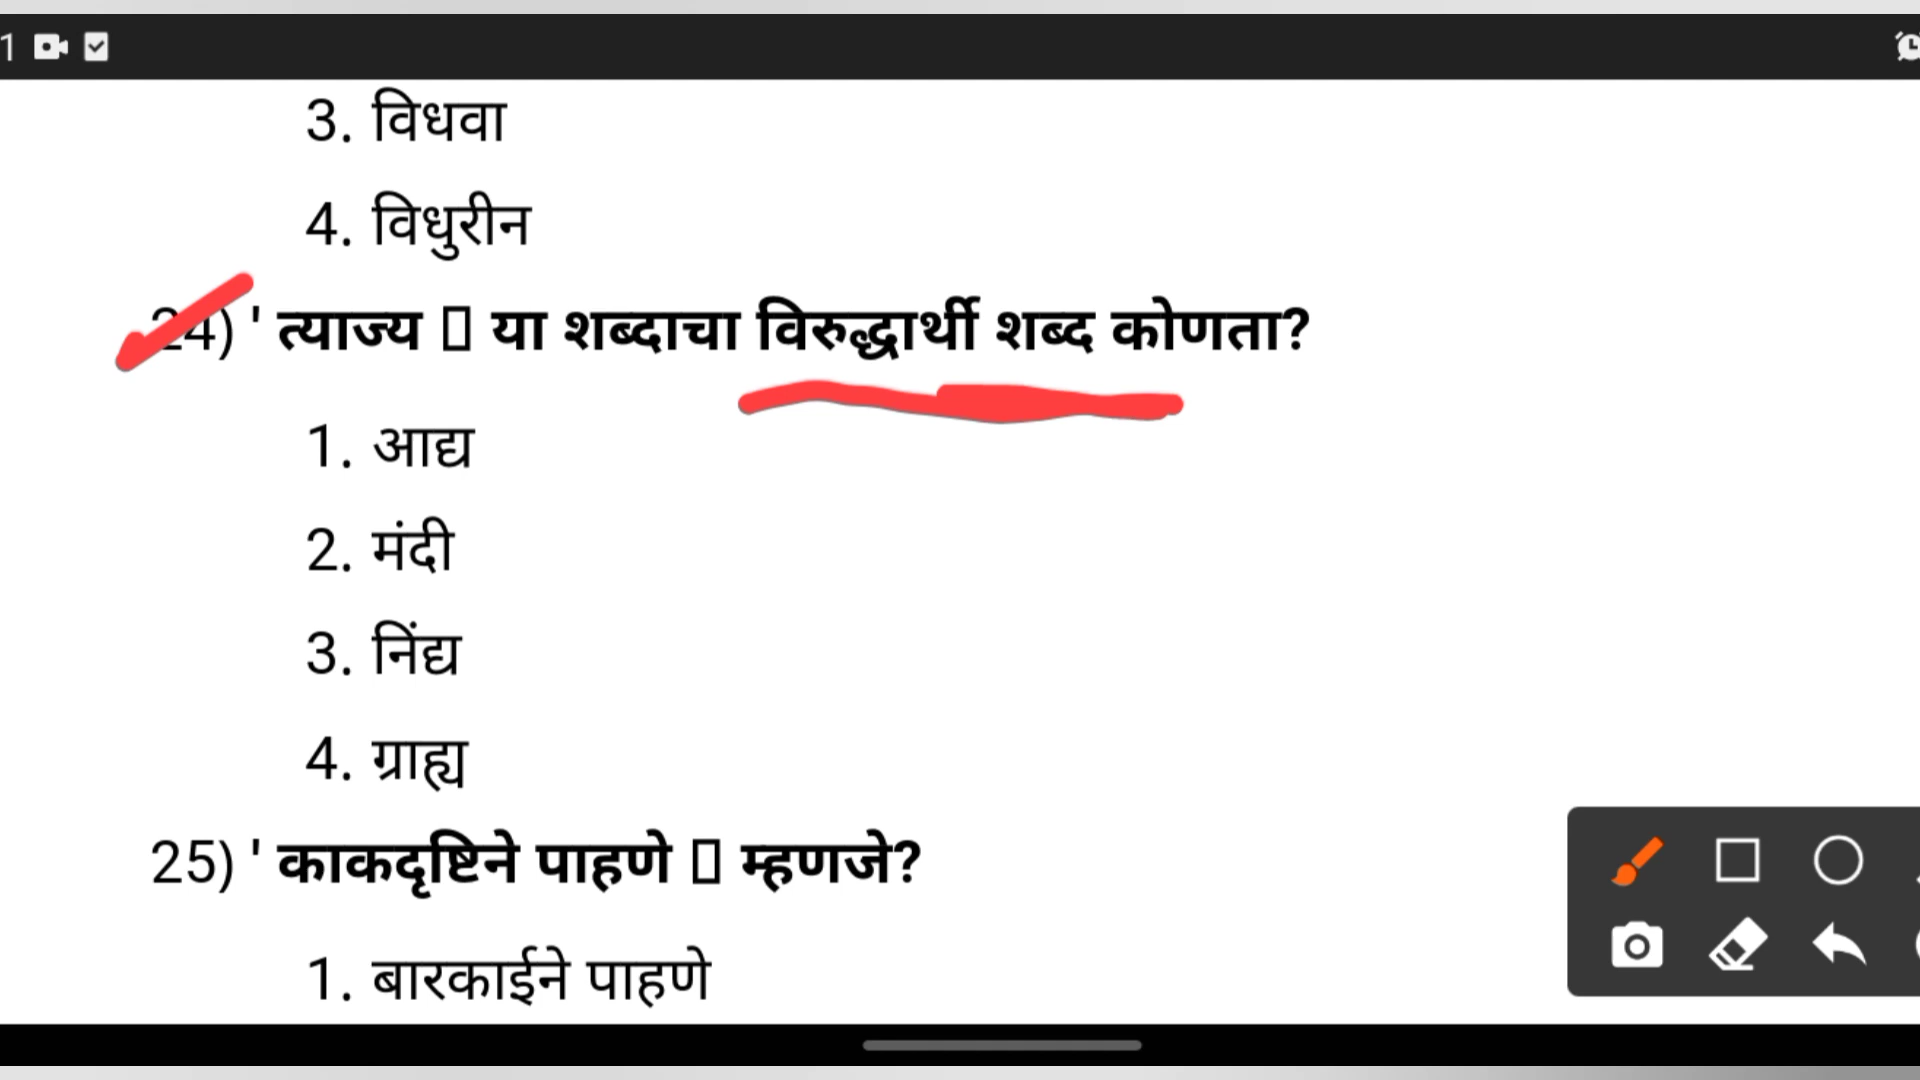 1
3. विधवा
4. विधुरीन
24) ' त्याज्य ▯ या शब्दाचा विरुद्धार्थी शब्द कोणता?
1. आद्य
2. मंदी
3. निंद्य
4. ग्राह्य
25) ' काकदृष्टिने पाहणे ▯ म्हणजे?
1. बारकाईने पाहणे